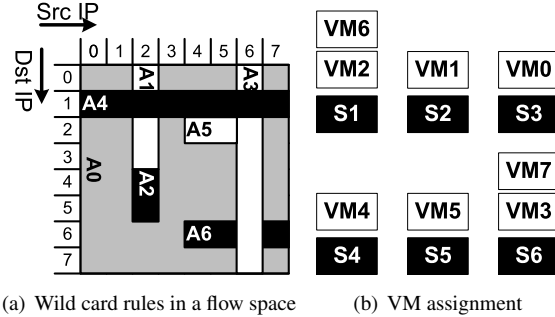 Src IP
Dst IP
0 1 2 3 4 5 6 7
0
1
2
3
4
5
6
7
A1
A3
A4
A5
A0
A2
A6
VM6
VM2 VM1 VM0
S1 S2 S3
VM7
VM4 VM5 VM3
S4 S5 S6
(a) Wild card rules in a flow space
(b) VM assignment